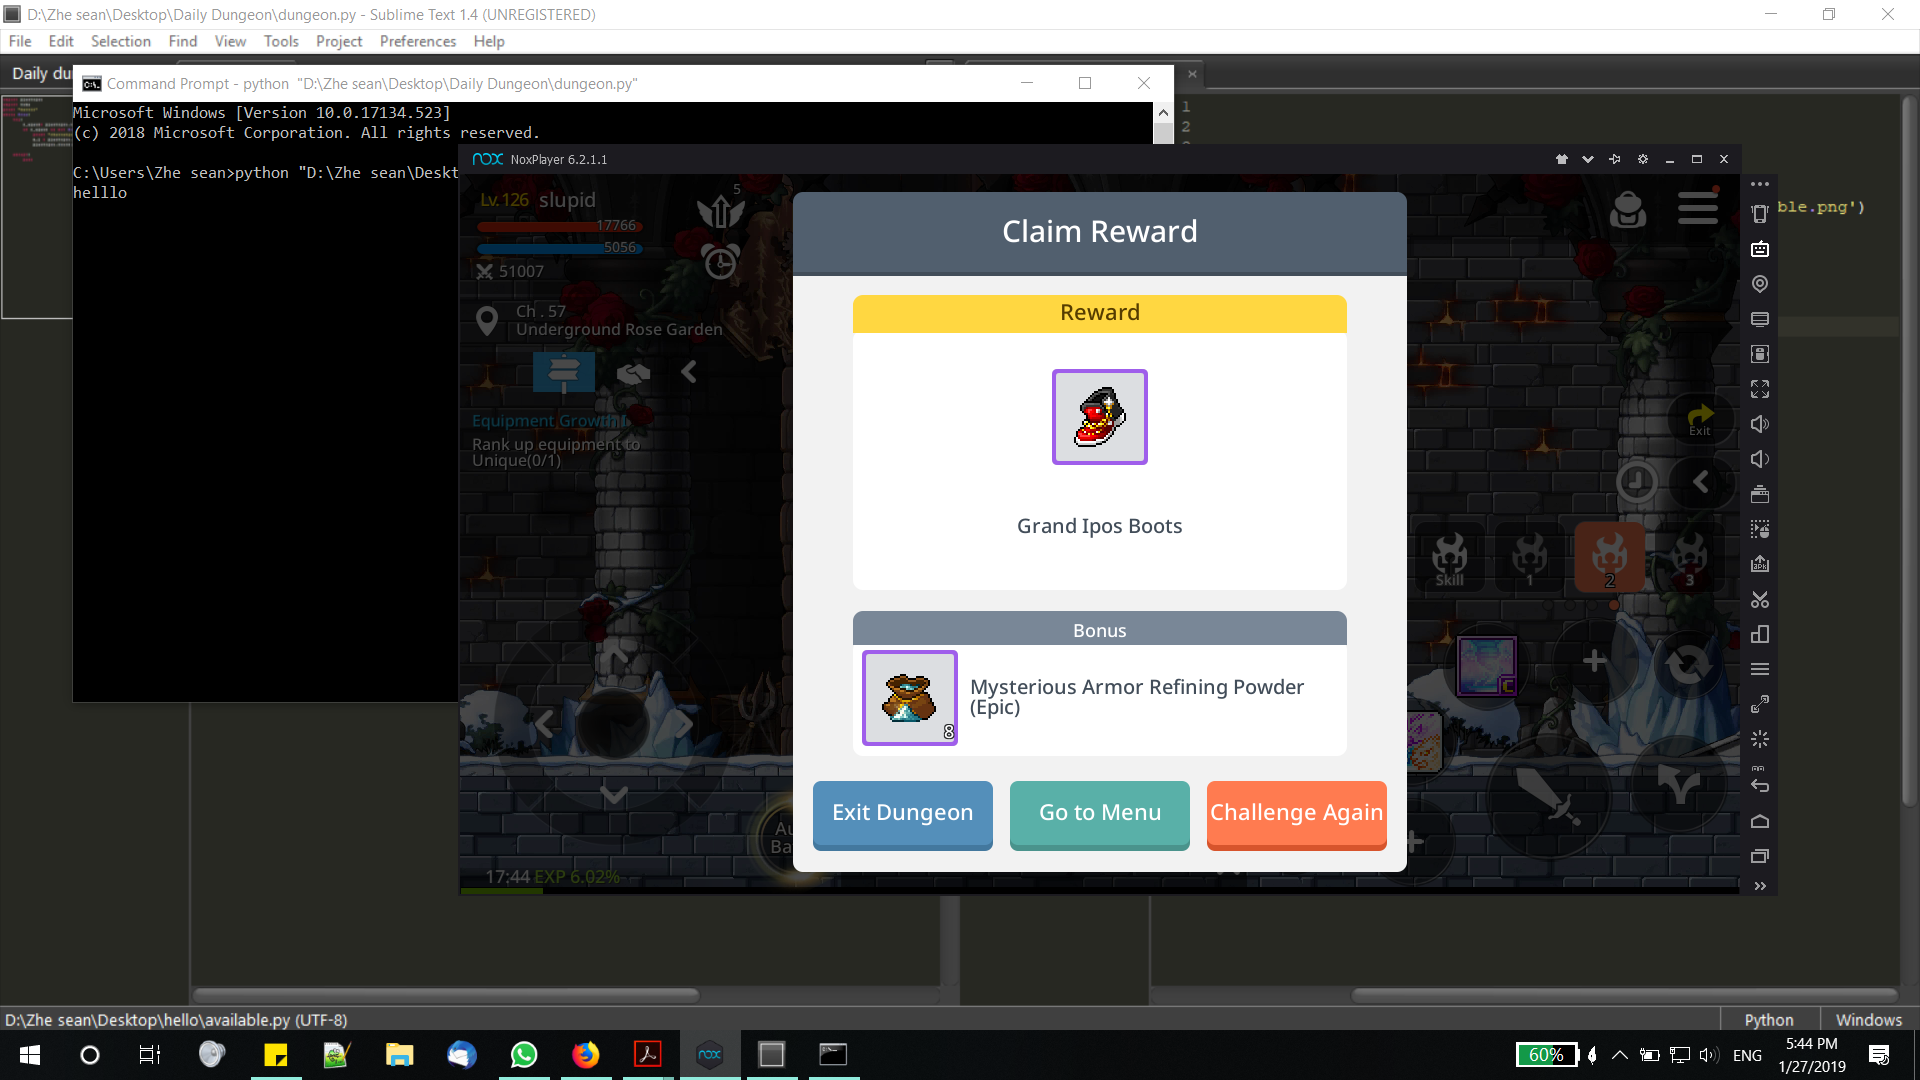 D:\Zhe sean\Desktop\Daily Dungeon\dungeon.py - Sublime Text 1.4 (UNREGISTERED)
File Edit Selection Find View Tools Project Preferences Help
Daily du
Command Prompt - python "D:\Zhe sean\Desktop\Daily Dungeon\dungeon.py"
Microsoft Windows [Version 10.0.17134.523]
(c) 2018 Microsoft Corporation. All rights reserved.
C:\Users\Zhe sean>python "D:\Zhe sean\Deskt
helllo
1
2
ble.png')
nox NoxPlayer 6.2.1.1
Lv.126 slupid
5
17766
5056
51007
Ch . 57
Underground Rose Garden
Equipment Growth
Rank up equipment to
Unique(0/1)
Claim Reward
Reward
Grand Ipos Boots
Bonus
Mysterious Armor Refining Powder
(Epic)
8
Exit Dungeon
Go to Menu
Challenge Again
Exit
Skill
1
2
3
C
Au
Ba
17:44 EXP 6.02%
D:\Zhe sean\Desktop\hello\available.py (UTF-8)
Python
Windows
nox
60%
ENG
5:44 PM
1/27/2019